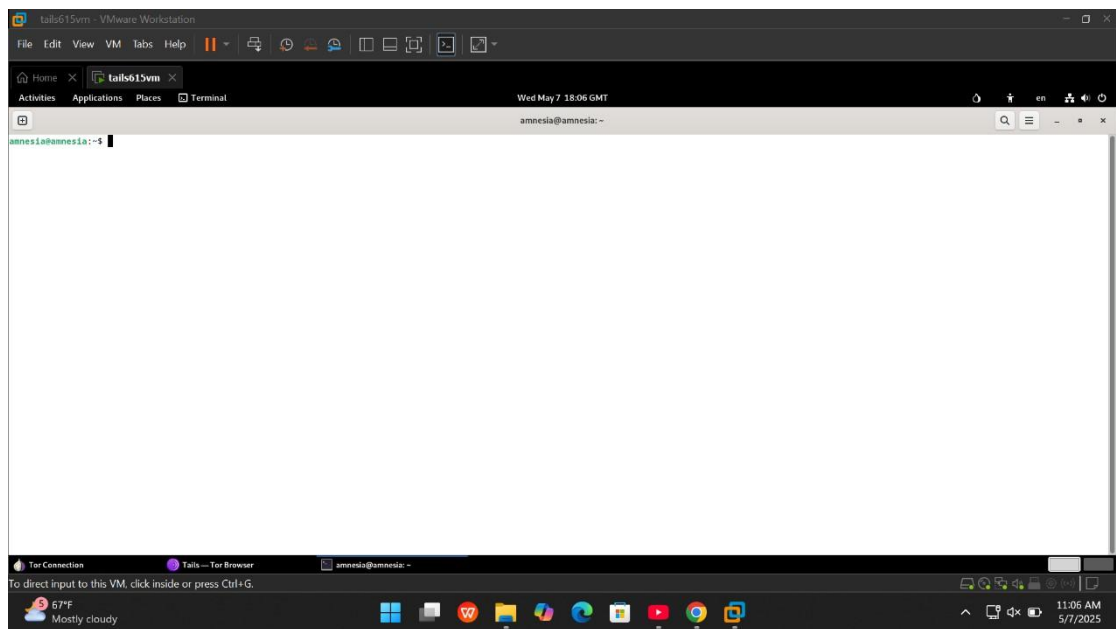 tails615vm - VMware Workstation
File Edit View VM Tabs Help
Home tails615vm
Activities Applications Places Terminal Wed May 7 18:06 GMT en
amnesia@amnesia: ~
amnesia@amnesia:~$
Tor Connection Tails — Tor Browser amnesia@amnesia: ~
To direct input to this VM, click inside or press Ctrl+G.
5 67°F
Mostly cloudy
11:06 AM
5/7/2025